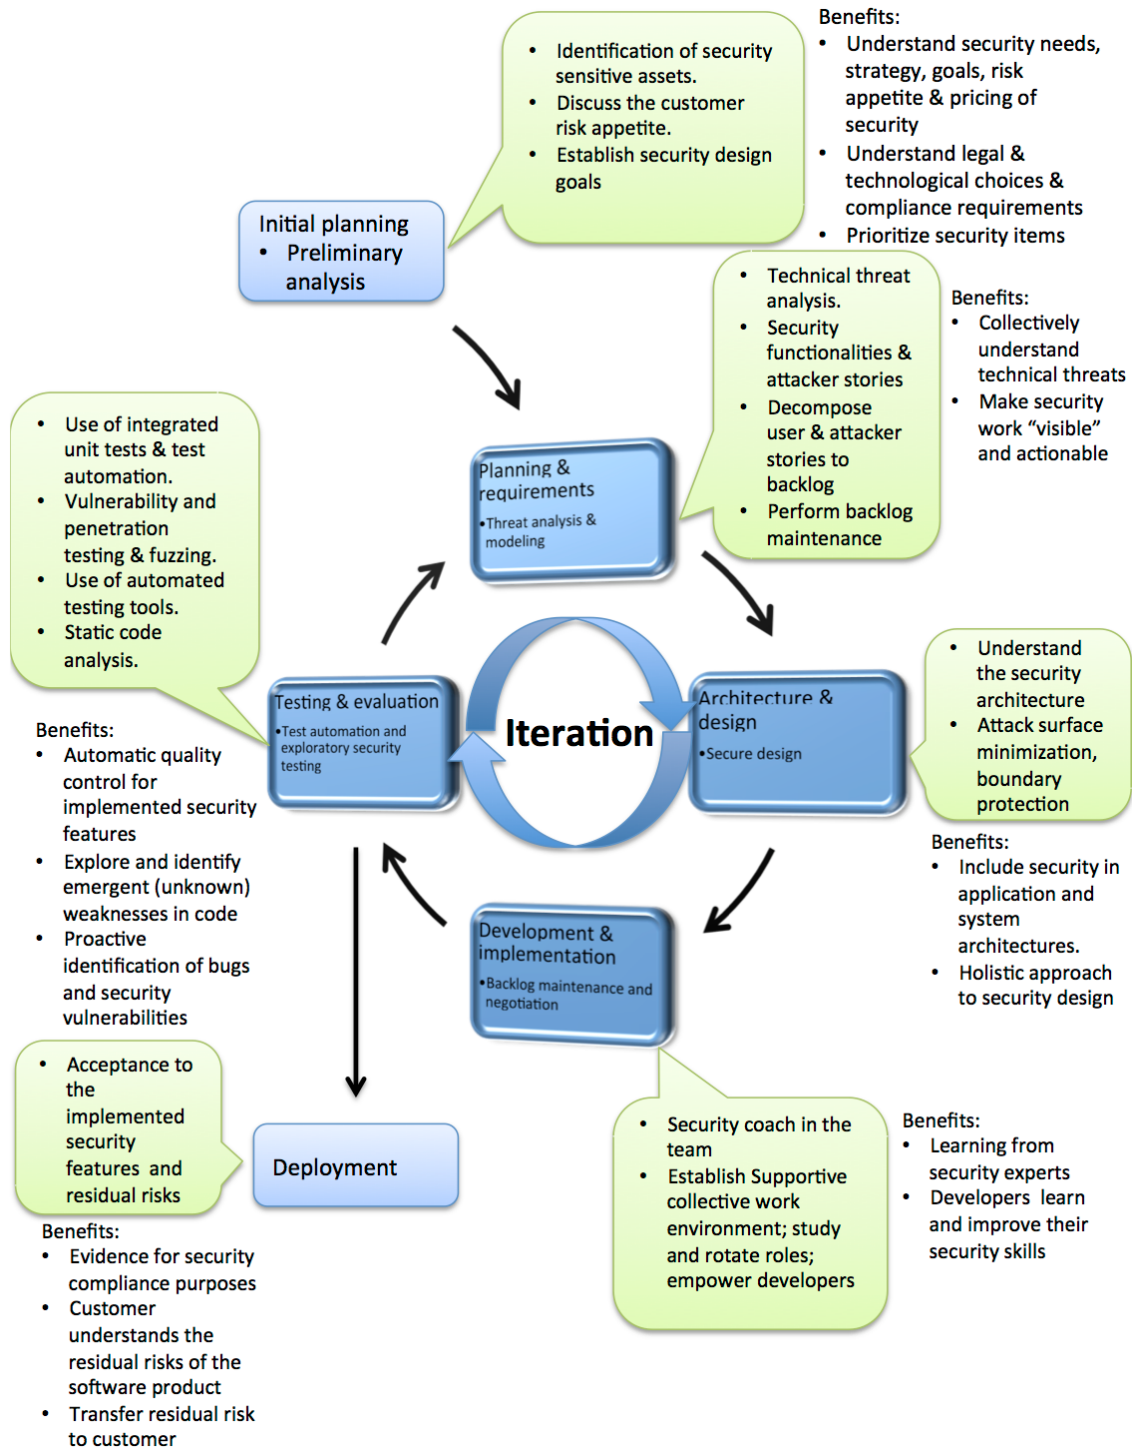 • Identification of security
sensitive assets.
• Discuss the customer
risk appetite.
• Establish security design
goals
Benefits:
• Understand security needs,
strategy, goals, risk
appetite & pricing of
security
• Understand legal &
technological choices &
compliance requirements
• Prioritize security items
Initial planning
• Preliminary
analysis
• Technical threat
analysis.
• Security
functionalities &
attacker stories
• Decompose
user & attacker
stories to
backlog
• Perform backlog
maintenance
Benefits:
• Collectively
understand
technical threats
• Make security
work “visible”
and actionable
• Use of integrated
unit tests & test
automation.
• Vulnerability and
penetration
testing & fuzzing.
• Use of automated
testing tools.
• Static code
analysis.
Planning &
requirements
•Threat analysis &
modeling
Testing & evaluation
•Test automation and
exploratory security
testing
Iteration
Architecture &
design
•Secure design
• Understand
the security
architecture
• Attack surface
minimization,
boundary
protection
Benefits:
• Automatic quality
control for
implemented security
features
• Explore and identify
emergent (unknown)
weaknesses in code
• Proactive
identification of bugs
and security
vulnerabilities
Benefits:
• Include security in
application and
system
architectures.
• Holistic approach
to security design
Development &
implementation
•Backlog maintenance and
negotiation
• Acceptance to
the
implemented
security
features and
residual risks
Deployment
• Security coach in the
team
• Establish Supportive
collective work
environment; study
and rotate roles;
empower developers
Benefits:
• Learning from
security experts
• Developers learn
and improve their
security skills
Benefits:
• Evidence for security
compliance purposes
• Customer
understands the
residual risks of the
software product
• Transfer residual risk
to customer